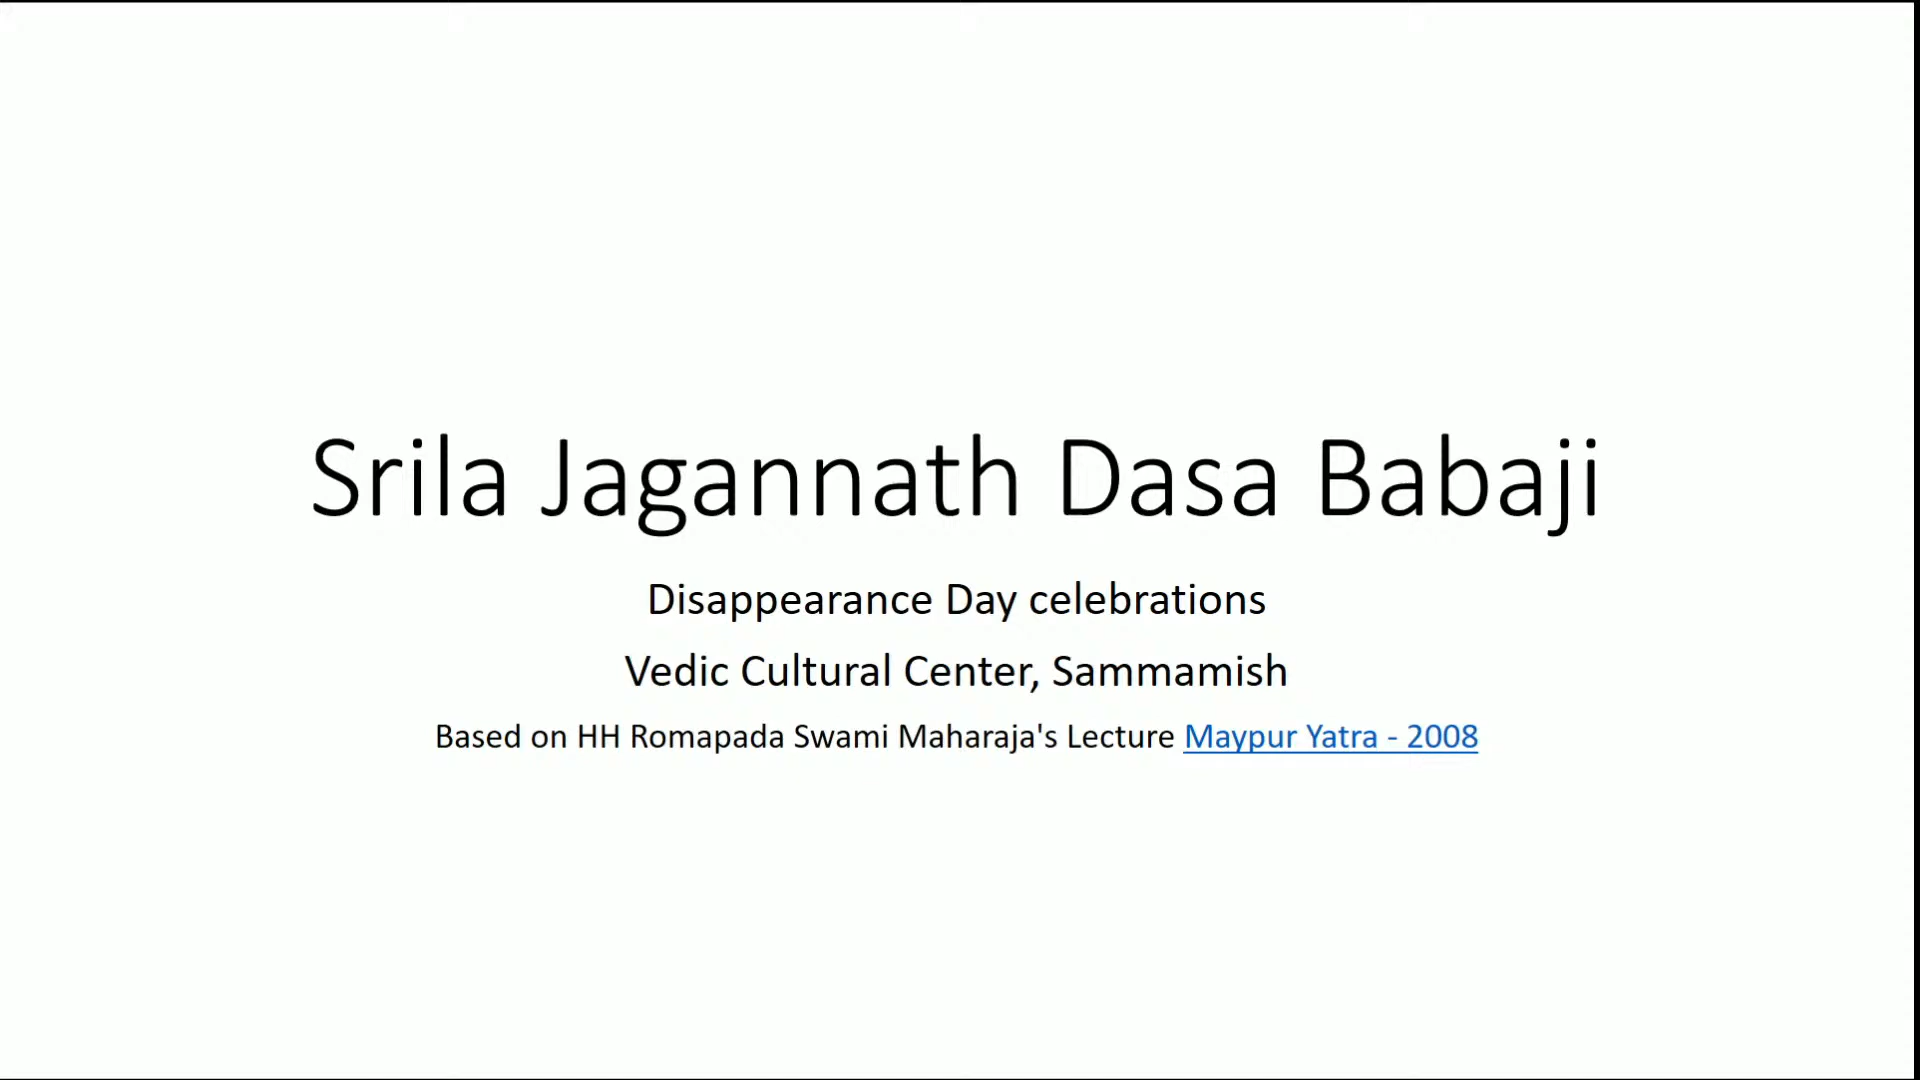 Srila Jagannath Dasa Babaji
Disappearance Day celebrations
Vedic Cultural Center, Sammamish
Based on HH Romapada Swami Maharaja's Lecture Maypur Yatra - 2008